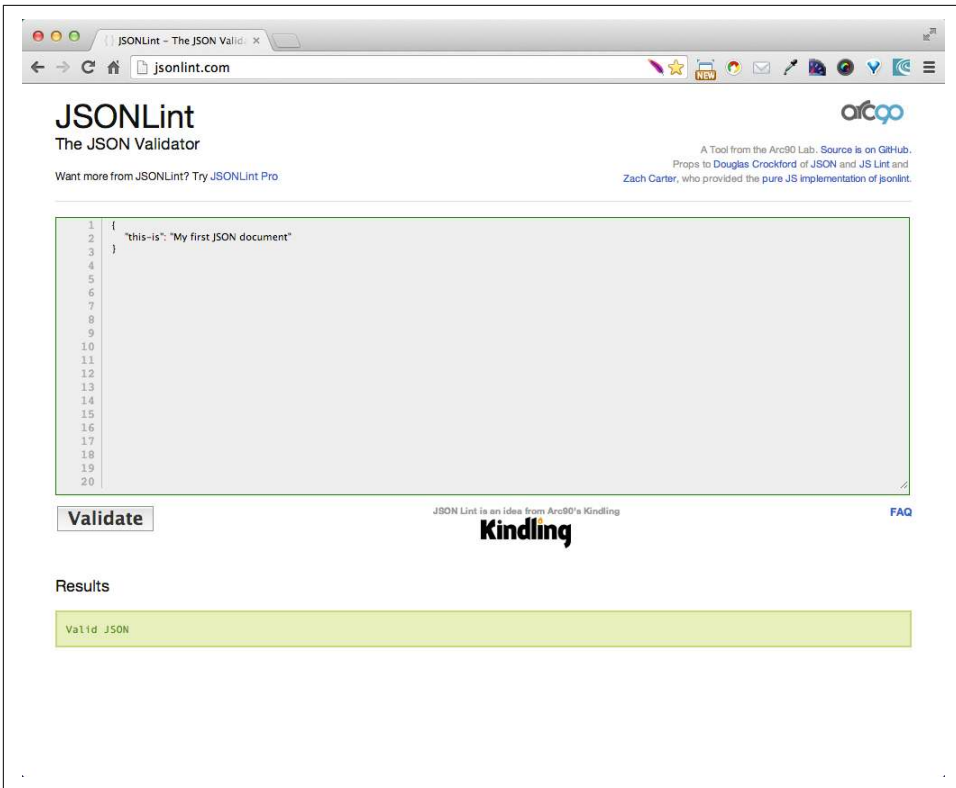 JSONLint - The JSON Valid
jsonlint.com
NEW
JSONLint
The JSON Validator
Want more from JSONLint? Try JSONLint Pro
arc90
A Tool from the Arc90 Lab. Source is on GitHub.
Props to Douglas Crockford of JSON and JS Lint and
Zach Carter, who provided the pure JS implementation of jsonlint.
1 {
2 "this-is": "My first JSON document"
3 }
4
5
6
7
8
9
10
11
12
13
14
15
16
17
18
19
20
Validate
JSON Lint is an idea from Arc90's Kindling
Kindling
FAQ
Results
Valid JSON